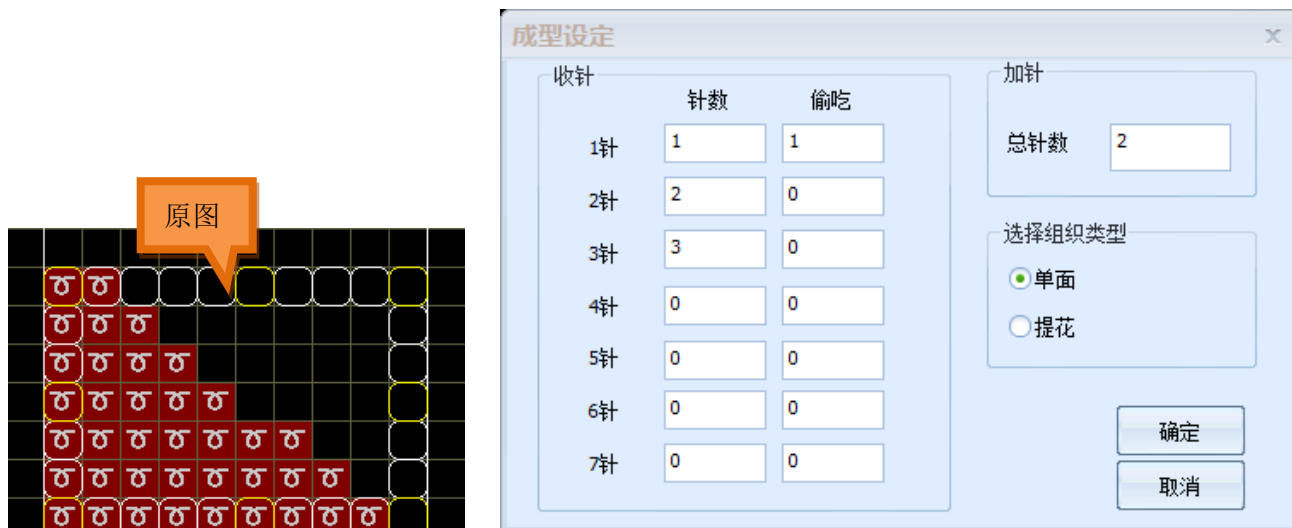 原图
成型设定
收针
针数 偷吃
1针 1 1
2针 2 0
3针 3 0
4针 0 0
5针 0 0
6针 0 0
7针 0 0
加针
总针数 2
选择组织类型
单面
提花
确定
取消